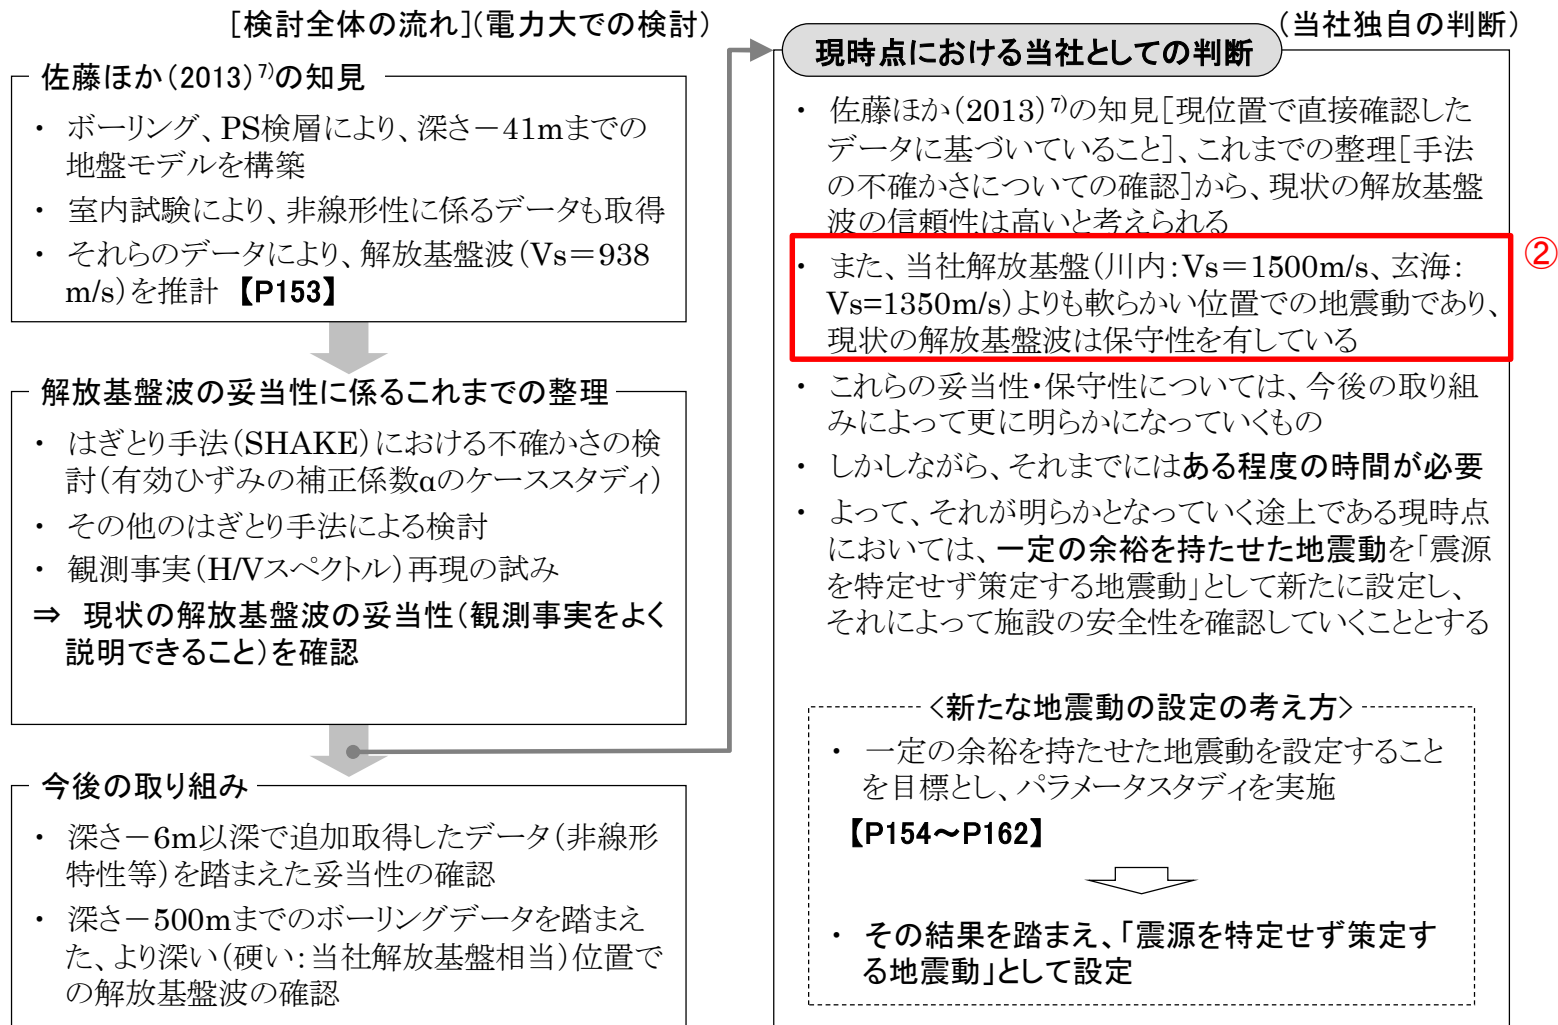 ［検討全体の流れ］（電力大での検討）
佐藤ほか（2013）7)の知見
・ ボーリング、PS検層により、深さ－41mまでの
地盤モデルを構築
・ 室内試験により、非線形性に係るデータも取得
・ それらのデータにより、解放基盤波（Vs＝938
m/s）を推計 【P153】
解放基盤波の妥当性に係るこれまでの整理
・ はぎとり手法（SHAKE）における不確かさの検
討（有効ひずみの補正係数αのケーススタディ）
・ その他のはぎとり手法による検討
・ 観測事実（H/Vスペクトル）再現の試み
⇒ 現状の解放基盤波の妥当性（観測事実をよく
説明できること）を確認
今後の取り組み
・ 深さ－6m以深で追加取得したデータ（非線形
特性等）を踏まえた妥当性の確認
・ 深さ－500mまでのボーリングデータを踏まえ
た、より深い（硬い：当社解放基盤相当）位置で
の解放基盤波の確認
（当社独自の判断）
現時点における当社としての判断
・ 佐藤ほか（2013）7)の知見［現位置で直接確認した
データに基づいていること］、これまでの整理［手法
の不確かさについての確認］から、現状の解放基盤
波の信頼性は高いと考えられる
・ また、当社解放基盤（川内：Vs＝1500m/s、玄海：
Vs=1350m/s）よりも軟らかい位置での地震動であり、
現状の解放基盤波は保守性を有している
②
・ これらの妥当性・保守性については、今後の取り組
みによって更に明らかになっていくもの
・ しかしながら、それまでにはある程度の時間が必要
・ よって、それが明らかとなっていく途上である現時点
においては、一定の余裕を持たせた地震動を「震源
を特定せず策定する地震動」として新たに設定し、
それによって施設の安全性を確認していくこととする
＜新たな地震動の設定の考え方＞
・ 一定の余裕を持たせた地震動を設定すること
を目標とし、パラメータスタディを実施
【P154～P162】
・ その結果を踏まえ、「震源を特定せず策定す
る地震動」として設定